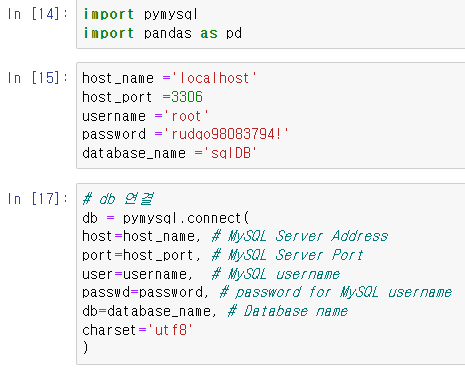 In [14]: import pymysql
import pandas as pd
In [15]: host_name ='localhost'
host_port =3306
username ='root'
password ='rudgo98083794!'
database_name ='sqlDB'
In [17]: # db 연결
db = pymysql.connect(
host=host_name, # MySQL Server Address
port=host_port, # MySQL Server Port
user=username,  # MySQL username
passwd=password, # password for MySQL username
db=database_name, # Database name
charset='utf8'
)